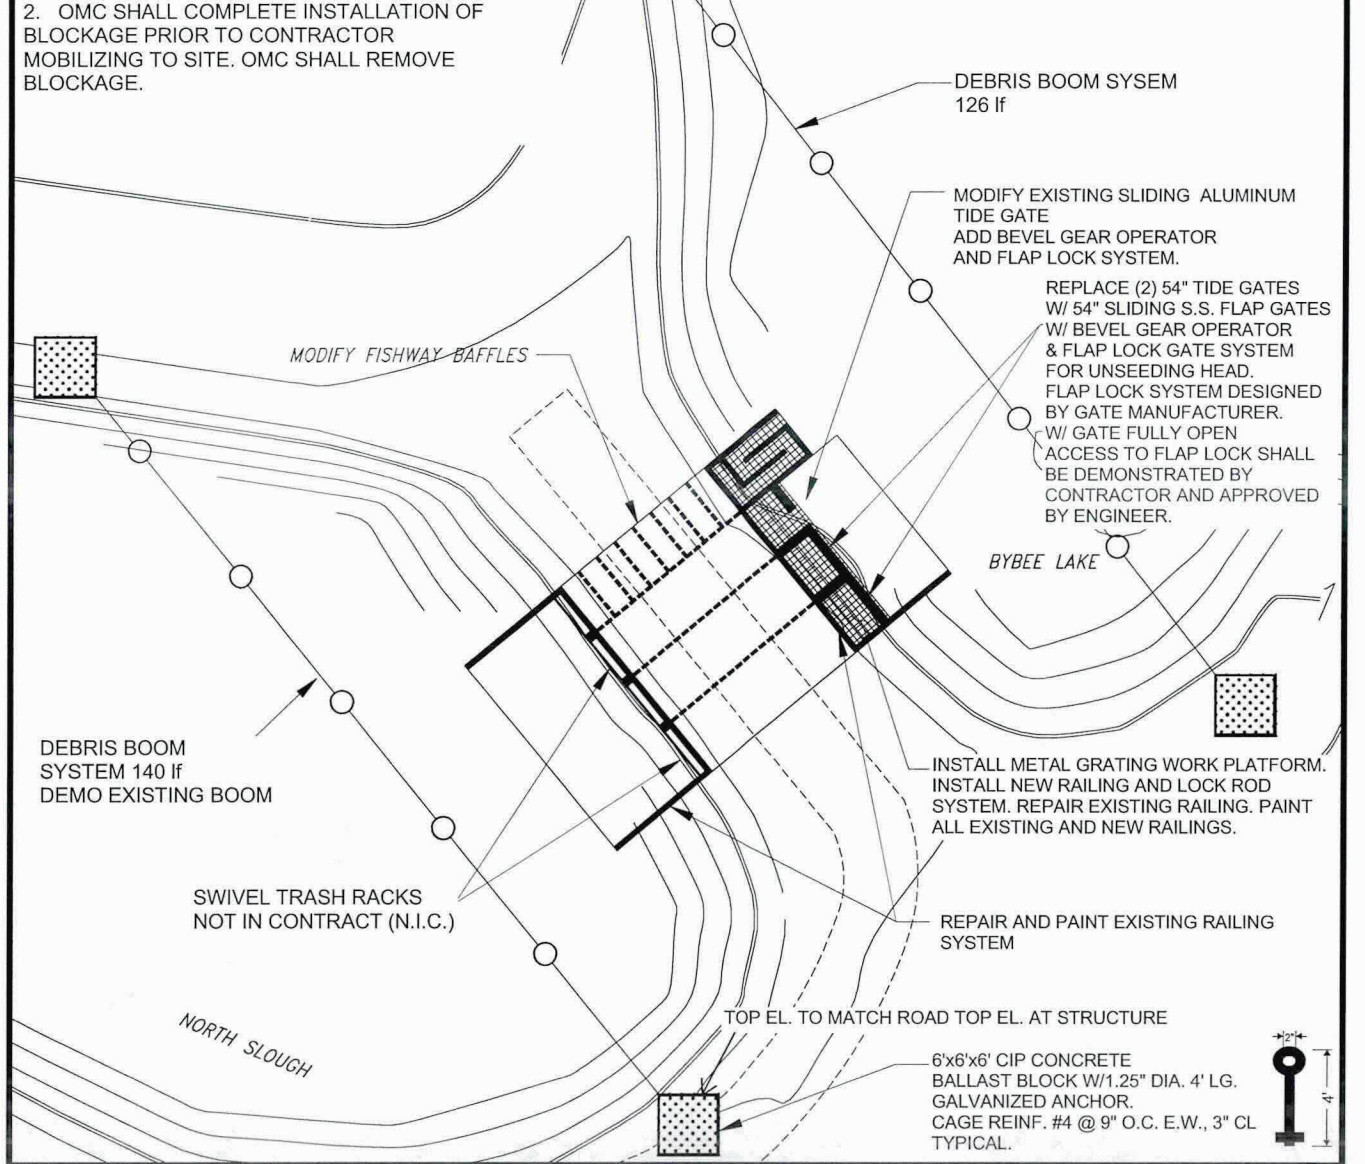 2. OMC SHALL COMPLETE INSTALLATION OF
BLOCKAGE PRIOR TO CONTRACTOR
MOBILIZING TO SITE. OMC SHALL REMOVE
BLOCKAGE.
DEBRIS BOOM SYSEM
126 lf
MODIFY EXISTING SLIDING ALUMINUM
TIDE GATE
ADD BEVEL GEAR OPERATOR
AND FLAP LOCK SYSTEM.
REPLACE (2) 54" TIDE GATES
W/ 54" SLIDING S.S. FLAP GATES
W/ BEVEL GEAR OPERATOR
& FLAP LOCK GATE SYSTEM
FOR UNSEEDING HEAD.
FLAP LOCK SYSTEM DESIGNED
BY GATE MANUFACTURER.
W/ GATE FULLY OPEN
ACCESS TO FLAP LOCK SHALL
BE DEMONSTRATED BY
CONTRACTOR AND APPROVED
BY ENGINEER.
MODIFY FISHWAY BAFFLES
BYBEE LAKE
DEBRIS BOOM
SYSTEM 140 lf
DEMO EXISTING BOOM
INSTALL METAL GRATING WORK PLATFORM.
INSTALL NEW RAILING AND LOCK ROD
SYSTEM. REPAIR EXISTING RAILING. PAINT
ALL EXISTING AND NEW RAILINGS.
SWIVEL TRASH RACKS
NOT IN CONTRACT (N.I.C.)
REPAIR AND PAINT EXISTING RAILING
SYSTEM
NORTH SLOUGH
TOP EL. TO MATCH ROAD TOP EL. AT STRUCTURE
6'x6'x6' CIP CONCRETE
BALLAST BLOCK W/1.25" DIA. 4' LG.
GALVANIZED ANCHOR.
CAGE REINF. #4 @ 9" O.C. E.W., 3" CL
TYPICAL.
2"
4'